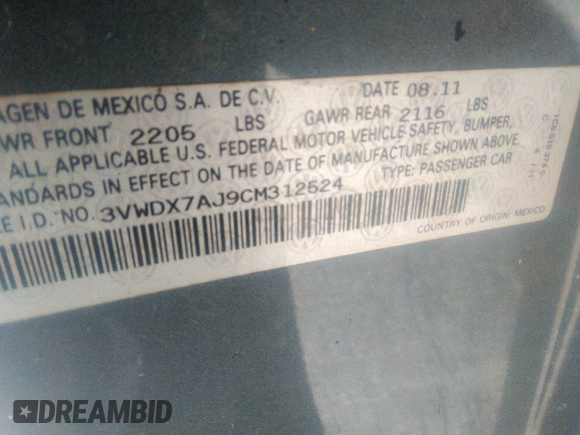 AGEN DE MEXICO S.A. DE C.V. DATE 08.11
WR FRONT 2205 LBS GAWR REAR 2116 LBS
ALL APPLICABLE U.S. FEDERAL MOTOR VEHICLE SAFETY, BUMPER,
STANDARDS IN EFFECT ON THE DATE OF MANUFACTURE SHOWN ABOVE.
E I.D. NO. 3VWDX7AJ9CM312524 TYPE: PASSENGER CAR
COUNTRY OF ORIGIN: MEXICO
DREAMBID